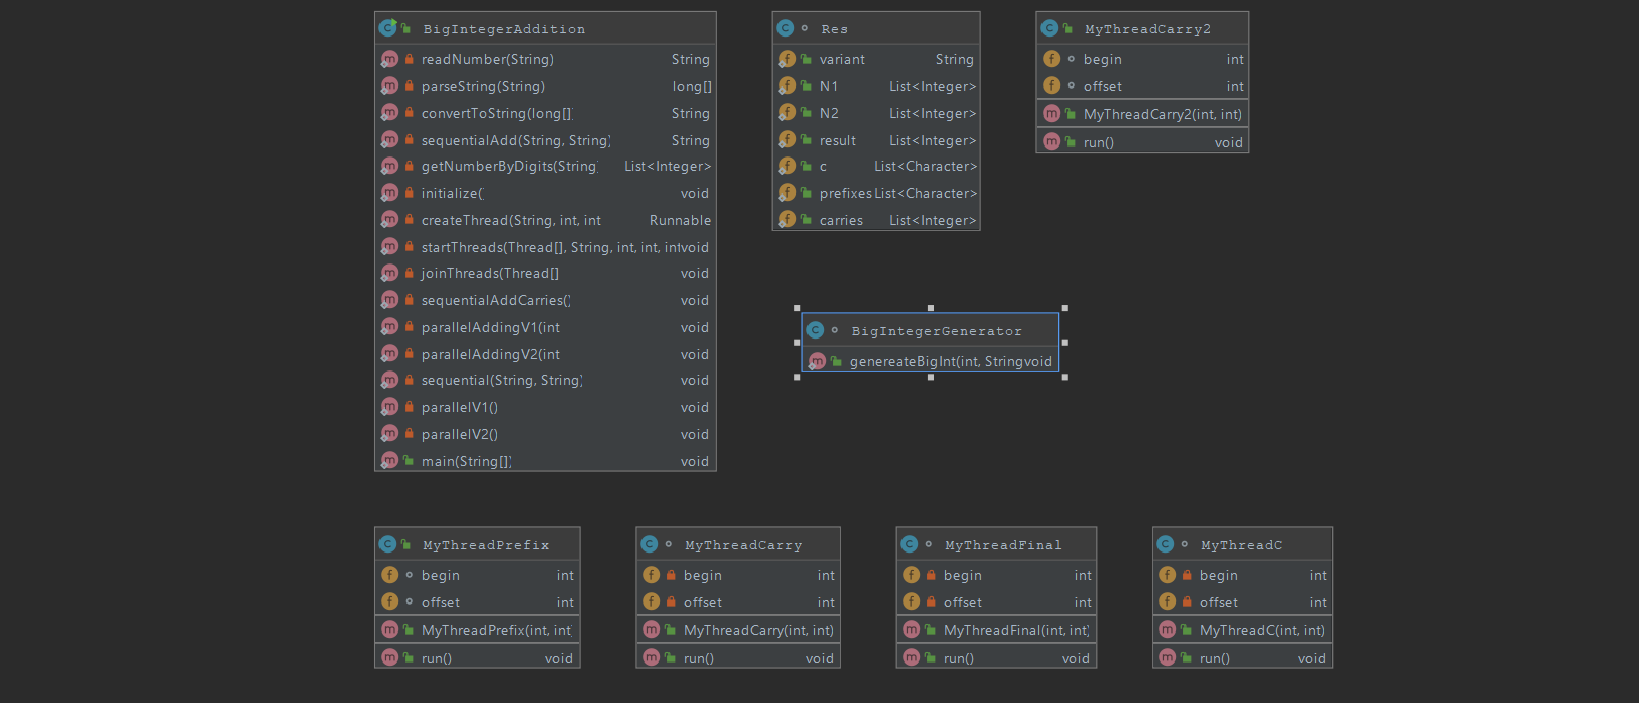 BigIntegerAddition
readNumber(String) String
parseString(String) long[]
convertToString(long[] String
sequentialAdd(String, String) String
getNumberByDigits(String List<Integer>
initialize( void
createThread(String, int, int Runnable
startThreads(Thread[], String, int, int, int void
joinThreads(Thread[] void
sequentialAddCarries() void
parallelAddingV1(int void
parallelAddingV2(int void
sequential(String, String) void
parallelV1() void
parallelV2() void
main(String[]) void
Res
variant String
N1 List<Integer>
N2 List<Integer>
result List<Integer>
c List<Character>
prefixes List<Character>
carries List<Integer>
MyThreadCarry2
begin int
offset int
MyThreadCarry2(int, int)
run() void
BigIntegerGenerator
genereateBigInt(int, String void
MyThreadPrefix
begin int
offset int
MyThreadPrefix(int, int)
run() void
MyThreadCarry
begin int
offset int
MyThreadCarry(int, int)
run() void
MyThreadFinal
begin int
offset int
MyThreadFinal(int, int)
run() void
MyThreadC
begin int
offset int
MyThreadC(int, int)
run() void